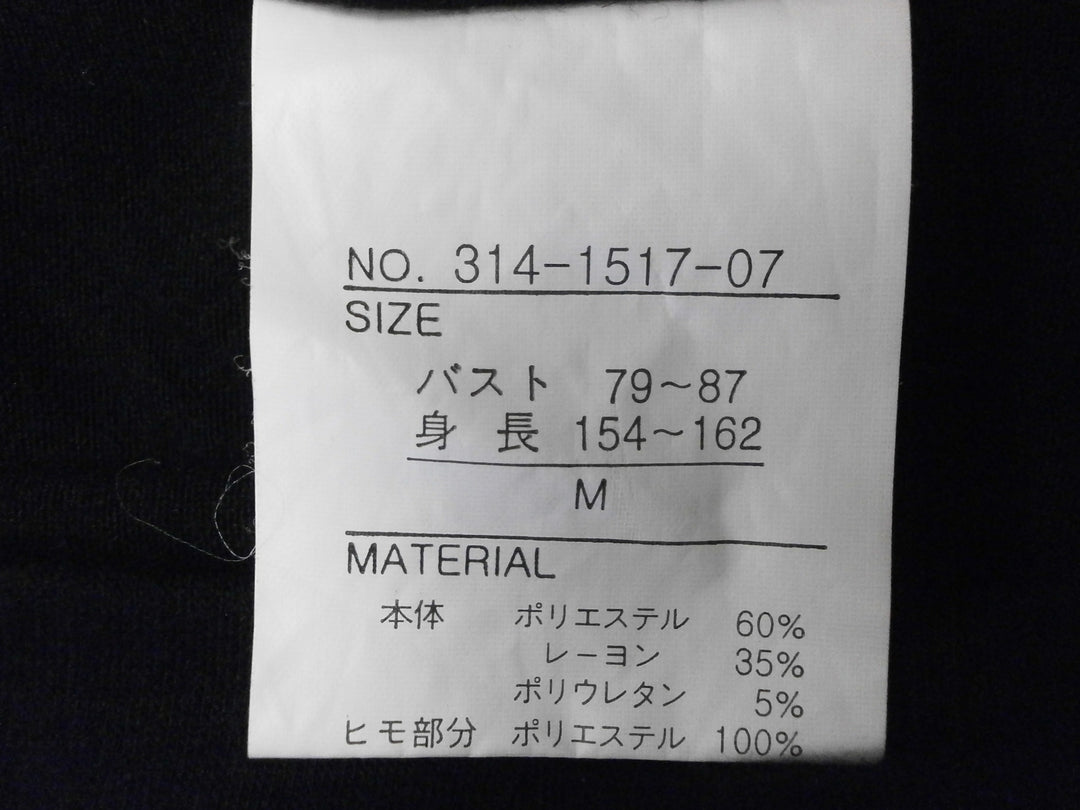 NO. 314-1517-07
SIZE
バスト 79~87
身 長 154~162
M
MATERIAL
本体 ポリエステル 60%
レーヨン 35%
ポリウレタン 5%
ヒモ部分 ポリエステル 100%